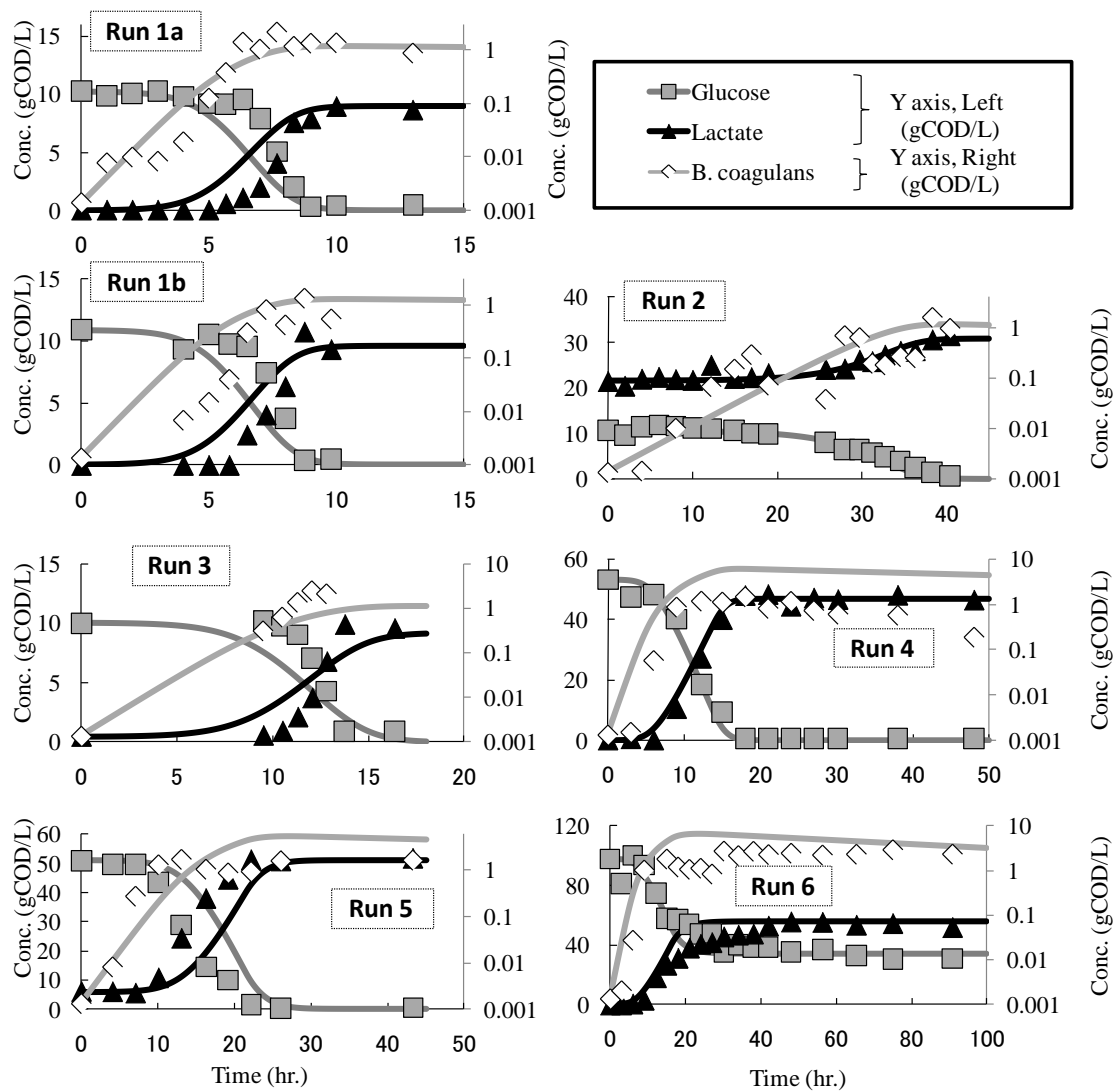 Run 1a
Conc. (gCOD/L)
15
10
5
0
1
0.1
0.01
0.001
Conc. (gCOD/L)
0 5 10 15
Glucose
Lactate
B. coagulans
Y axis, Left
(gCOD/L)
Y axis, Right
(gCOD/L)
Run 1b
Conc. (gCOD/L)
15
10
5
0
1
0.1
0.01
0.001
0 5 10 15
Run 2
40
30
20
10
0
1
0.1
0.01
0.001
Conc. (gCOD/L)
0 10 20 30 40
Run 3
Conc. (gCOD/L)
15
10
5
0
10
1
0.1
0.01
0.001
0 5 10 15 20
Run 4
60
40
20
0
10
1
0.1
0.01
0.001
Conc. (gCOD/L)
0 10 20 30 40 50
Run 5
Conc. (gCOD/L)
60
50
40
30
20
10
0
10
1
0.1
0.01
0.001
0 10 20 30 40 50
Time (hr.)
Run 6
120
80
40
0
10
1
0.1
0.01
0.001
Conc. (gCOD/L)
0 20 40 60 80 100
Time (hr.)